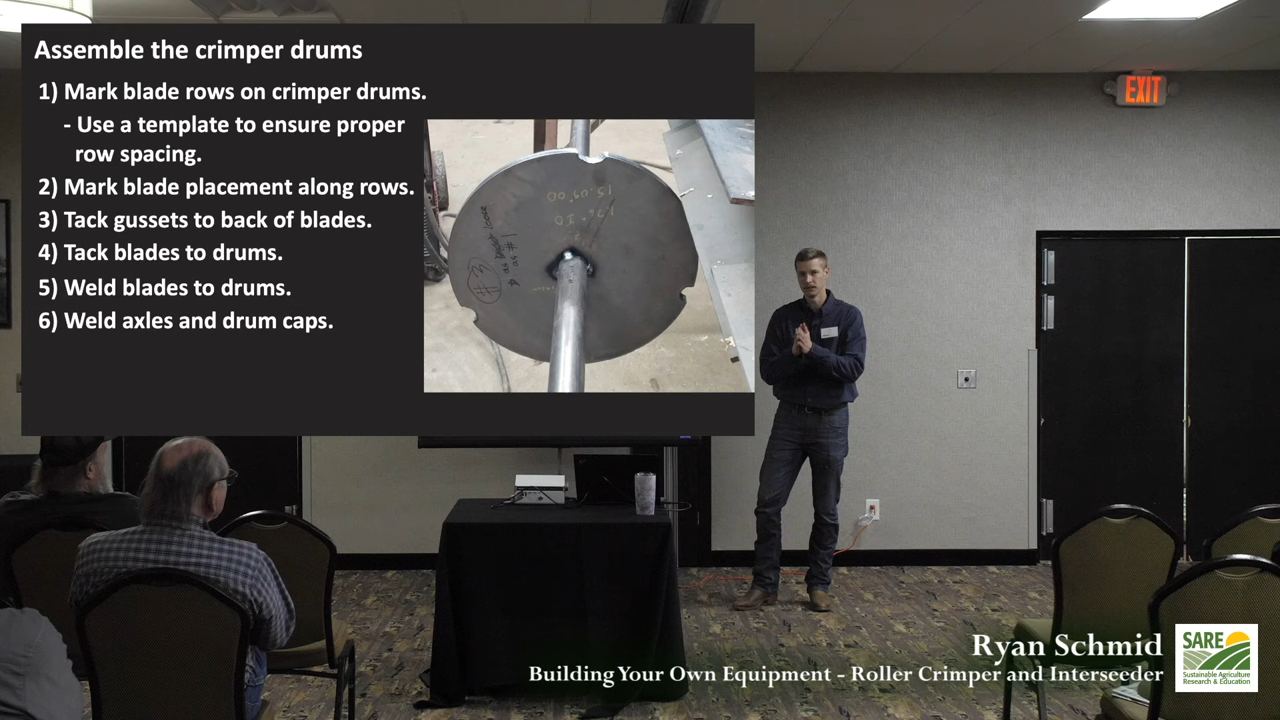 Assemble the crimper drums
1) Mark blade rows on crimper drums.
- Use a template to ensure proper
row spacing.
2) Mark blade placement along rows.
3) Tack gussets to back of blades.
4) Tack blades to drums.
5) Weld blades to drums.
6) Weld axles and drum caps.
#3
as #1
EXIT
Ryan Schmid
Building Your Own Equipment - Roller Crimper and Interseeder
SARE
Sustainable Agriculture
Research & Education